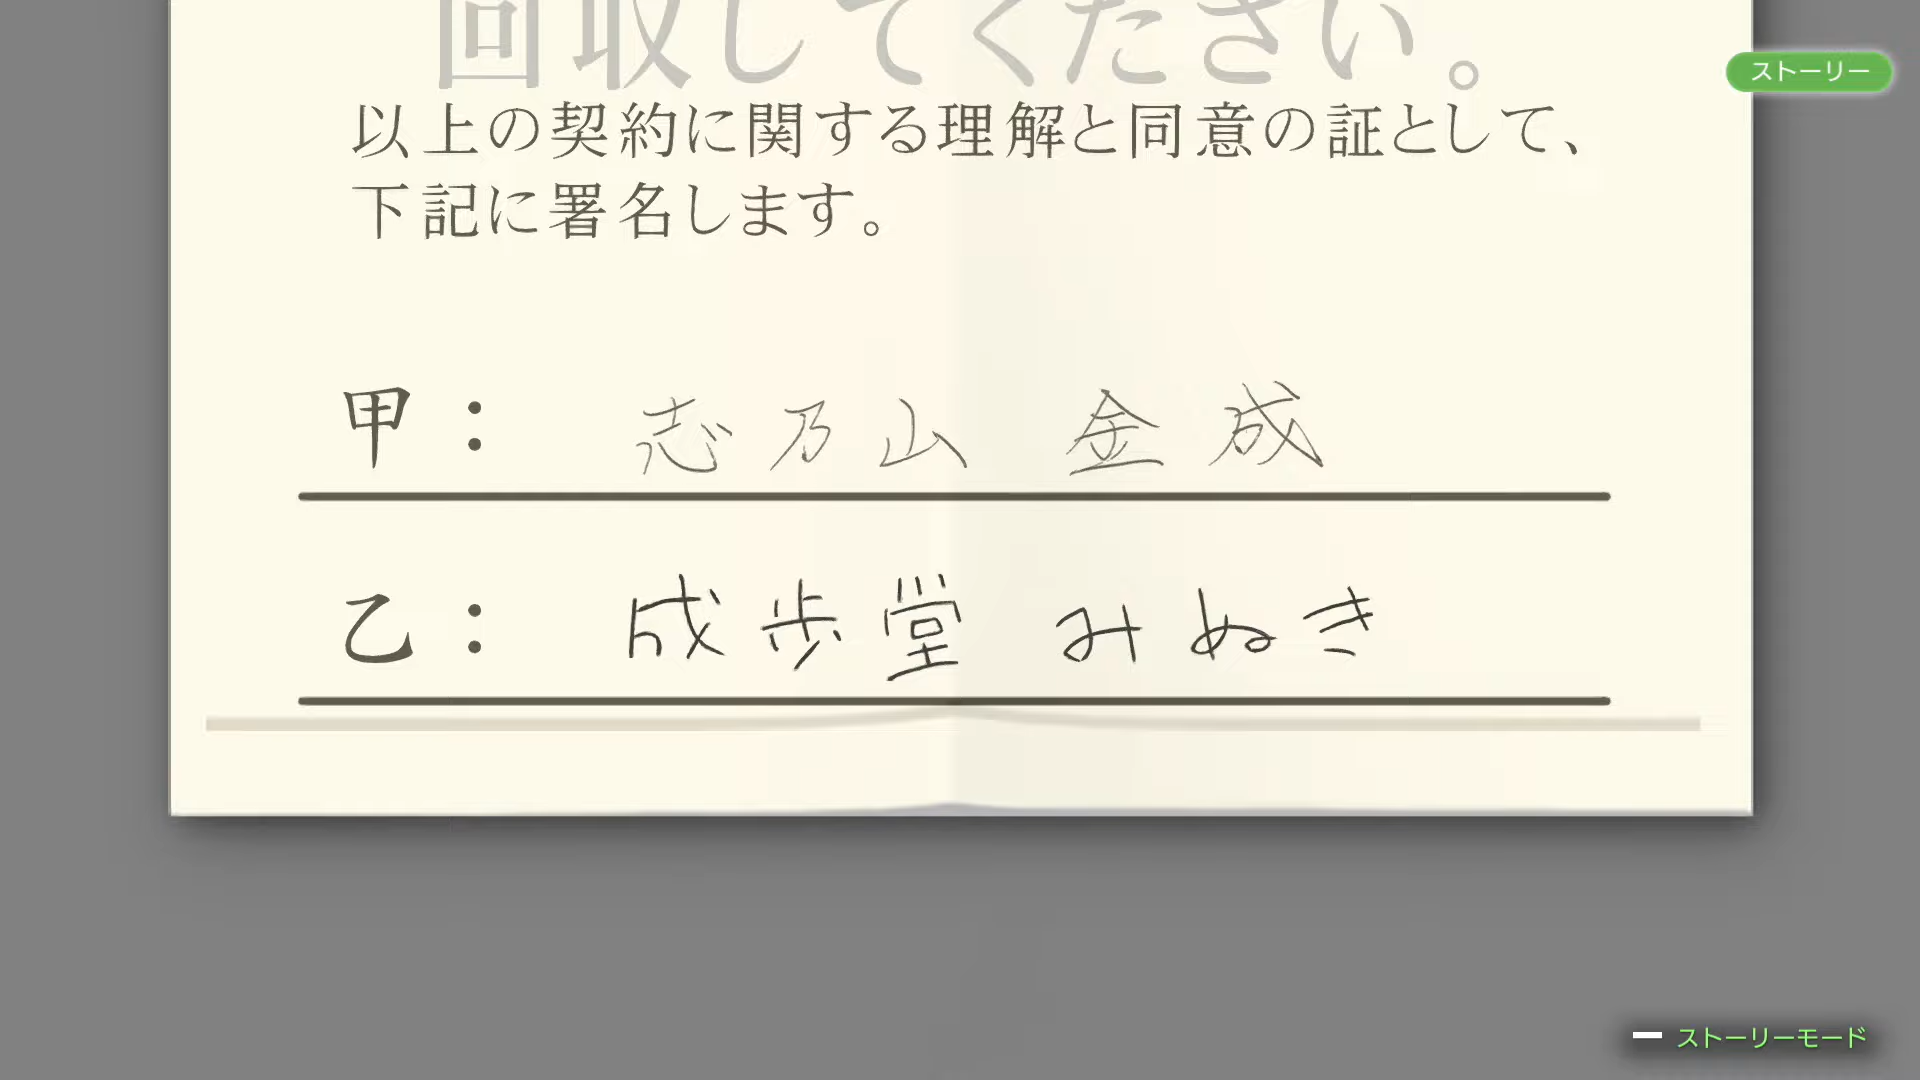 回収してください。
ストーリー
以上の契約に関する理解と同意の証として、
下記に署名します。
甲： 志乃山 金成
乙： 成歩堂 みぬき
ストーリーモード